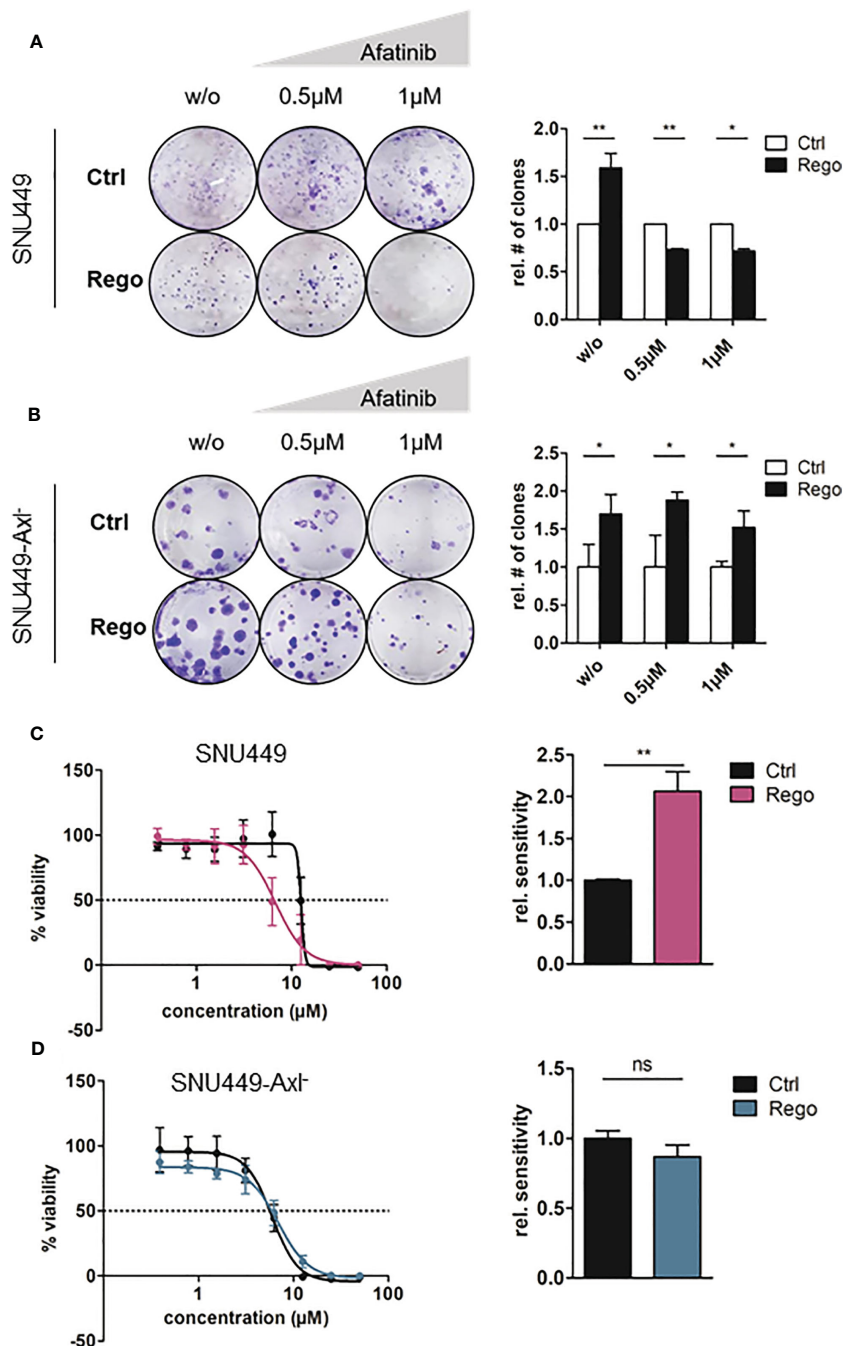 A
Afatinib
w/o 0.5µM 1µM
SNU449
Ctrl
Rego
rel. # of clones
2.0
1.5
1.0
0.5
0.0
** ** *
w/o 0.5µM 1µM
Ctrl
Rego
B
Afatinib
w/o 0.5µM 1µM
SNU449-Axl-
Ctrl
Rego
rel. # of clones
2.5
2.0
1.5
1.0
0.5
0.0
* * *
w/o 0.5µM 1µM
Ctrl
Rego
C
SNU449
% viability
150
100
50
0
-50
1 10 100
concentration (µM)
rel. sensitivity
2.5
2.0
1.5
1.0
0.5
0.0
**
Ctrl
Rego
D
SNU449-Axl-
% viability
150
100
50
0
-50
1 10 100
concentration (µM)
rel. sensitivity
1.5
1.0
0.5
0.0
ns
Ctrl
Rego